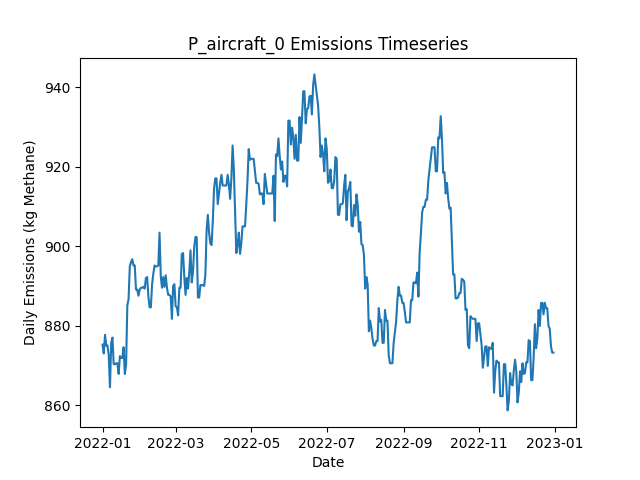 P_aircraft_0 Emissions Timeseries
Daily Emissions (kg Methane)
940
920
900
880
860
2022-01 2022-03 2022-05 2022-07 2022-09 2022-11 2023-01
Date